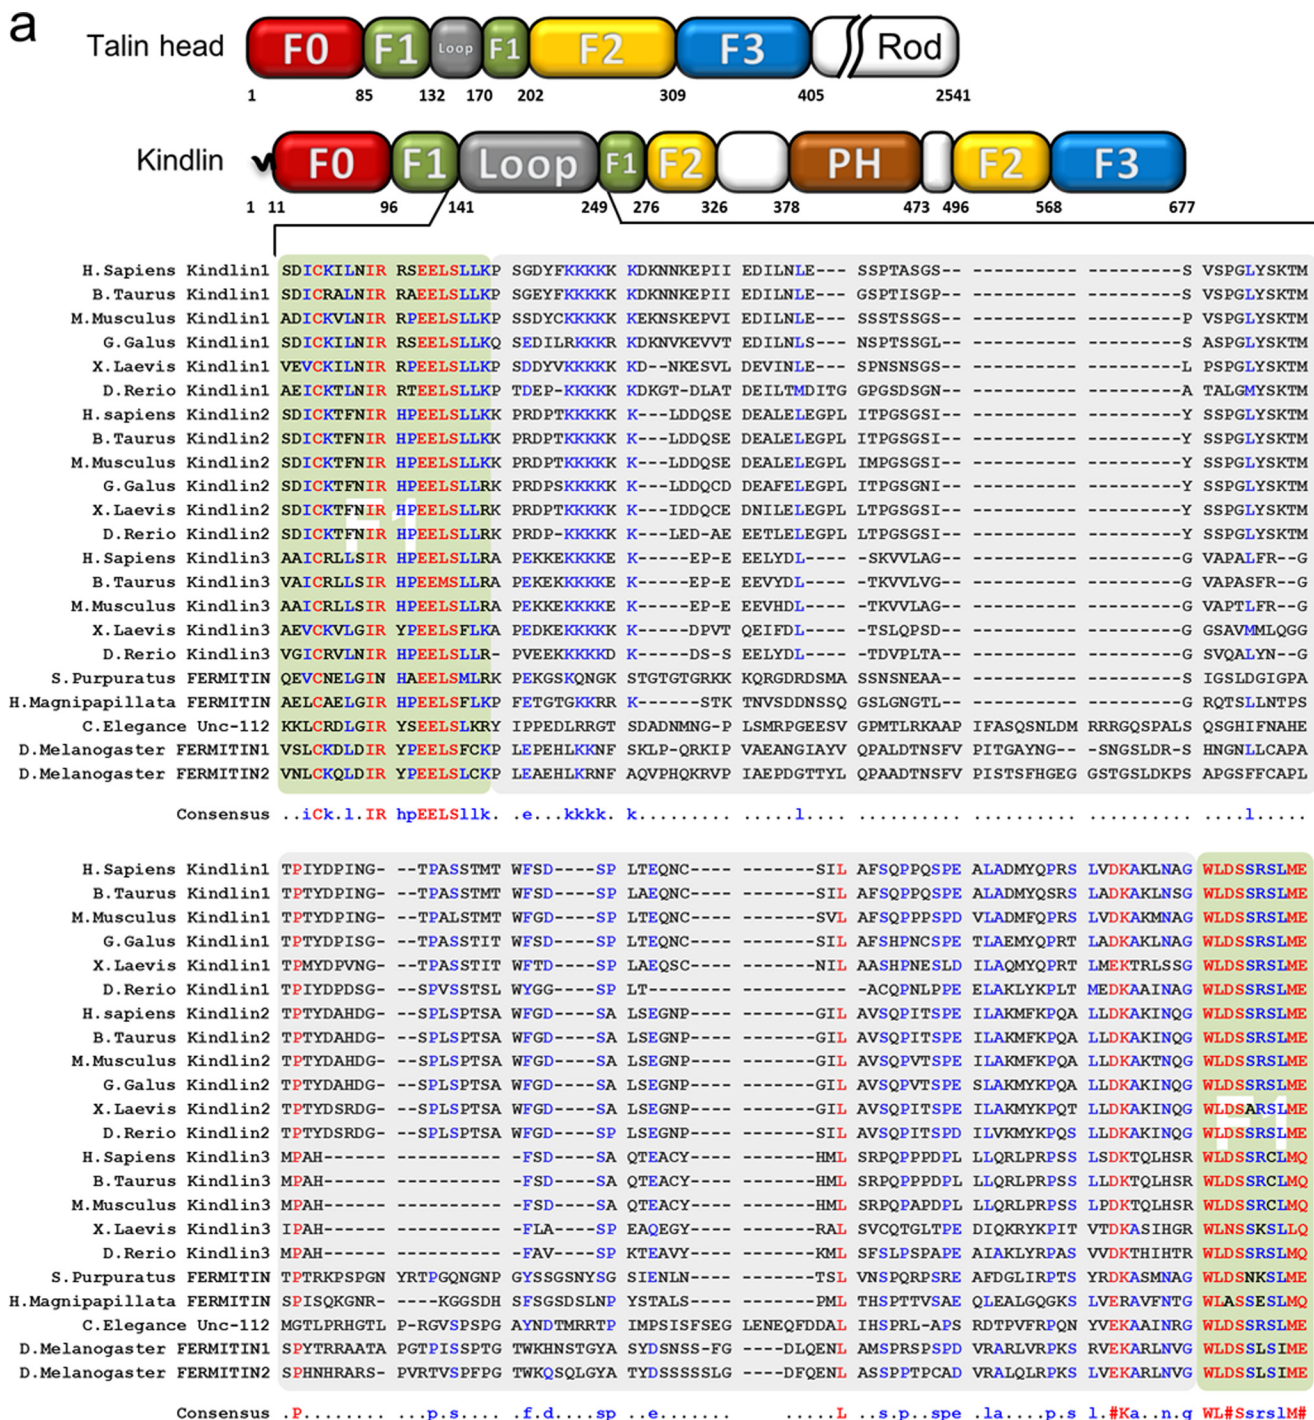 a
Talin head F0 F1 Loop F1 F2 F3 Rod
1 85 132 170 202 309 405 2541
Kindlin F0 F1 Loop F1 F2 PH F2 F3
1 11 96 141 249 276 326 378 473 496 568 677
H.Sapiens Kindlin1 SDICKILNIR RSEELSLLKP SGDYFKKKKK KDKNNKEPII EDILNLE--- SSPTASGS-- ---------- ---------S VSPGLYSKTM
B.Taurus Kindlin1 SDICRALNIR RAEELSLLKP SGEYFKKKKK KDKNNKEPII EDILNLE--- GSPTISGP-- ---------- ---------S VSPGLYSKTM
M.Musculus Kindlin1 ADICKVLNIR RPEELSLLKP SSDYCKKKKK KEKNSKEPVI EDILNLE--- SSSTSSGS-- ---------- ---------P VSPGLYSKTM
G.Galus Kindlin1 SDICKILNIR RSEELSLLKQ SEDILRKKKR KDKNVKEVVT EDILNLS--- NSPTSSGL-- ---------- ---------S ASPGLYSKTM
X.Laevis Kindlin1 VEVCKILNIR RPEELSLLKP SDDYVKKKKK KD--NKESVL DEVINLE--- SPSNSNSGS- ---------- ---------L PSPGLYSKTM
D.Rerio Kindlin1 AEICKTLNIR RTEELSLLKP TDEP-KKKKK KDKGT-DLAT DEILTMDITG GPGSDSGN-- ---------- ---------A TALGMYSKTM
H.sapiens Kindlin2 SDICKTFNIR HPEELSLLKK PRDPTKKKKK K---LDDQSE DEALELEGPL ITPGSGSI-- ---------- ---------Y SSPGLYSKTM
B.Taurus Kindlin2 SDICKTFNIR HPEELSLLKK PRDPTKKKKK K---LDDQSE DEALELEGPL ITPGSGSI-- ---------- ---------Y SSPGLYSKTM
M.Musculus Kindlin2 SDICKTFNIR HPEELSLLKK PRDPTKKKKK K---LDDQSE DEALELEGPL IMPGSGSI-- ---------- ---------Y SSPGLYSKTM
G.Galus Kindlin2 SDICKTFNIR HPEELSLLRK PRDPSKKKKK K---LDDQCD DEAFELEGPL ITPGSGNI-- ---------- ---------Y SSPGLYSKTM
X.Laevis Kindlin2 SDICKTFNIR HPEELSLLRK PRDPTKKKKK K---IDDQCE DNILELEGPL LTPGSGSI-- ---------- ---------Y SSPGLYSKTM
D.Rerio Kindlin2 SDICKTFNIR HPEELSLLRK PRDP-KKKKK K---LED-AE EETLELEGPL LTPGSGSI-- ---------- ---------Y SSPGLYSKTM
H.Sapiens Kindlin3 AAICRLLSIR HPEELSLLRA PEKKEKKKKE K-----EP-E EELYDL---- -SKVVLAG-- ---------- ---------G VAPALFR--G
B.Taurus Kindlin3 VAICRLLSIR HPEEMSLLRA PEKEKKKKKE K-----EP-E EEVYDL---- -TKVVLVG-- ---------- ---------G VAPASFR--G
M.Musculus Kindlin3 AAICRLLSIR HPEELSLLRA PEKKEKKKKE K-----EP-E EEVHDL---- -TKVVLAG-- ---------- ---------G VAPTLFR--G
X.Laevis Kindlin3 AEVCKVLGIR YPEELSFLKA PEDKEKKKKK K-----DPVT QEIFDL---- -TSLQPSD-- ---------- ---------G GSAVMMLQGG
D.Rerio Kindlin3 VGICRVLNIR HPEELSLLR- PVEEKKKKKD K-----DS-S EELYDL---- -TDVPLTA-- ---------- ---------G SVQALYN--G
S.Purpuratus FERMITIN QEVCNELGIN HAEELSMLRK PEKGSKQNGK STGTGTGRKK KQRGDRDSMA SSNSNEAA-- ---------- ---------S IGSLDGIGPA
H.Magnipapillata FERMITIN AELCAELGIR HPEELSFLKP FETGTGKKRR K-----STK TNVSDDNSSQ GSLGNGTL-- ---------- ---------G RQTSLLNTPS
C.Elegance Unc-112 KKLCRDLGIR YSEELSLKRY IPPEDLRRGT SDADNMNG-P LSMRPGEESV GPMTLRKAAP IFASQSNLDM RRRGQSPALS QSGHIFNAHE
D.Melanogaster FERMITIN1 VSLCKDLDIR YPEELSFCKP LEPEHLKKNF SKLP-QRKIP VAEANGIAYV QPALDTNSFV PITGAYNG-- -SNGSLDR-S HNGNLLCAPA
D.Melanogaster FERMITIN2 VNLCKQLDIR YPEELSLCKP LEAEHLKRNF AQVPHQKRVP IAEPDGTTYL QPAADTNSFV PISTSFHGEG GSTGSLDKPS APGSFFCAPL
Consensus ..iCk.l.IR hpEELSllk. .e...kkkk. k......... ......l... .......... .......... .......... ....l.....
H.Sapiens Kindlin1 TPIYDPING- --TPASSTMT WFSD----SP LTEQNC---- -------SIL AFSQPPQSPE ALADMYQPRS LVDKAKLNAG WLDSSRSLME
B.Taurus Kindlin1 TPTYDPING- --TPASSTMT WFSD----SP LAEQNC---- -------SIL AFSQPPQSPE ALADMYQSRS LADKAKLNAG WLDSSRSLME
M.Musculus Kindlin1 TPIYDPING- --TPALSTMT WFGD----SP LTEQNC---- -------SVL AFSQPPPSPD VLADMFQPRS LVDKAKMNAG WLDSSRSLME
G.Galus Kindlin1 TPTYDPISG- --TPASSTIT WFSD----SP LTEQNC---- -------SIL AFSHPNCSPE TLAEMYQPRT LADKAKLNAG WLDSSRSLME
X.Laevis Kindlin1 TPMYDPVNG- --TPASSTIT WFTD----SP LAEQSC---- -------NIL AASHPNESLD ILAQMYQPRT LMEKTRLSSG WLDSSRSLME
D.Rerio Kindlin1 TPIYDPDSG- --SPVSSTSL WYGG----SP LT-------- ---------- -ACQPNLPPE ELAKLYKPLT MEDKAAINAG WLDSSRSLME
H.sapiens Kindlin2 TPTYDAHDG- --SPLSPTSA WFGD----SA LSEGNP---- -------GIL AVSQPITSPE ILAKMFKPQA LLDKAKINQG WLDSSRSLME
B.Taurus Kindlin2 TPTYDAHDG- --SPLSPTSA WFGD----SA LSEGNP---- -------GIL AVSQPITSPE ILAKMFKPQA LLDKAKINQG WLDSSRSLME
M.Musculus Kindlin2 TPTYDAHDG- --SPLSPTSA WFGD----SA LSEGNP---- -------GIL AVSQPVTSPE ILAKMFKPQA LLDKAKTNQG WLDSSRSLME
G.Galus Kindlin2 TPTYDAHDG- --SPLSPTSA WFGD----SA LSEGNP---- -------GIL AVSQPVTSPE SLAKMYKPQA LLDKAKINQG WLDSSRSLME
X.Laevis Kindlin2 TPTYDSRDG- --SPLSPTSA WFGD----SA LSEGNP---- -------GIL AVSQPITSPE ILAKMYKPQT LLDKAKINQG WLDSARSLME
D.Rerio Kindlin2 TPTYDSRDG- --SPLSPTSA WFGD----SP LSEGNP---- -------SIL AVSQPITSPD ILVKMYKPQS LLDKAKINQG WLDSSRSLME
H.Sapiens Kindlin3 MPAH------ ---------- -FSD----SA QTEACY---- -------HML SRPQPPPDPL LLQRLPRPSS LSDKTQLHSR WLDSSRCLMQ
B.Taurus Kindlin3 MPAH------ ---------- -FSD----SA QTEACY---- -------HML SRPQPPPDPL LLQRLPRPSS LLDKTQLHSR WLDSSRCLMQ
M.Musculus Kindlin3 MPAH------ ---------- -FSD----SA QTEACY---- -------HML SRPQPAPDPL LLQRLPRPSS LPDKTQLHSR WLDSSRCLMQ
X.Laevis Kindlin3 IPAH------ ---------- -FLA----SP EAQEGY---- -------RAL SVCQTGLTPE DIQKRYKPIT VTDKASIHGR WLNSSKSLLQ
D.Rerio Kindlin3 MPAH------ ---------- -FAV----SP KTEAVY---- -------KML SFSLPSPAPE AIAKLYRPAS VVDKTHIHTR WLDSSRSLMQ
S.Purpuratus FERMITIN TPTRKPSPGN YRTPGQNGNP GYSSGSNYSG SIENLN---- -------TSL VNSPQRPSRE AFDGLIRPTS YRDKASMNAG WLDSNKSLME
H.Magnipapillata FERMITIN SPISQKGNR- ---KGGSDSH FSGSDSLNP YSTALS---- -------PML THSPTTVSAE QLEALGQGKS LVERAVFNTG WLASSESLMQ
C.Elegance Unc-112 MGTLPRHGTL P-RGVSPSPG AYNDTMRRTP IMPSISFSEG LENEQFDDAL IHSPRL-APS RDTPVFRPQN YVEKAAINRG WLDSSRSLME
D.Melanogaster FERMITIN1 SPYTRRAATA PGTPISSPTG TWKHNSTGYA SYDSNSS-FG ----DLQENL AMSPRSPSPD VRARLVRPKS RVEKARLNVG WLDSSLSIME
D.Melanogaster FERMITIN2 SPHNHRARS- PVRTVSPFPG TWKQSQLGYA TYDSSSSSLG ----DLQENL AMSPTPTPCAD VRALQLRPKS LVEKARLNVG WLDSSLSIME
Consensus .P........ ...p.s.... .f.d....sp ..e....... .........L ..s.p..spe .la....p.s l.#Ka..n.g WL#SsrslM#
F1
F1